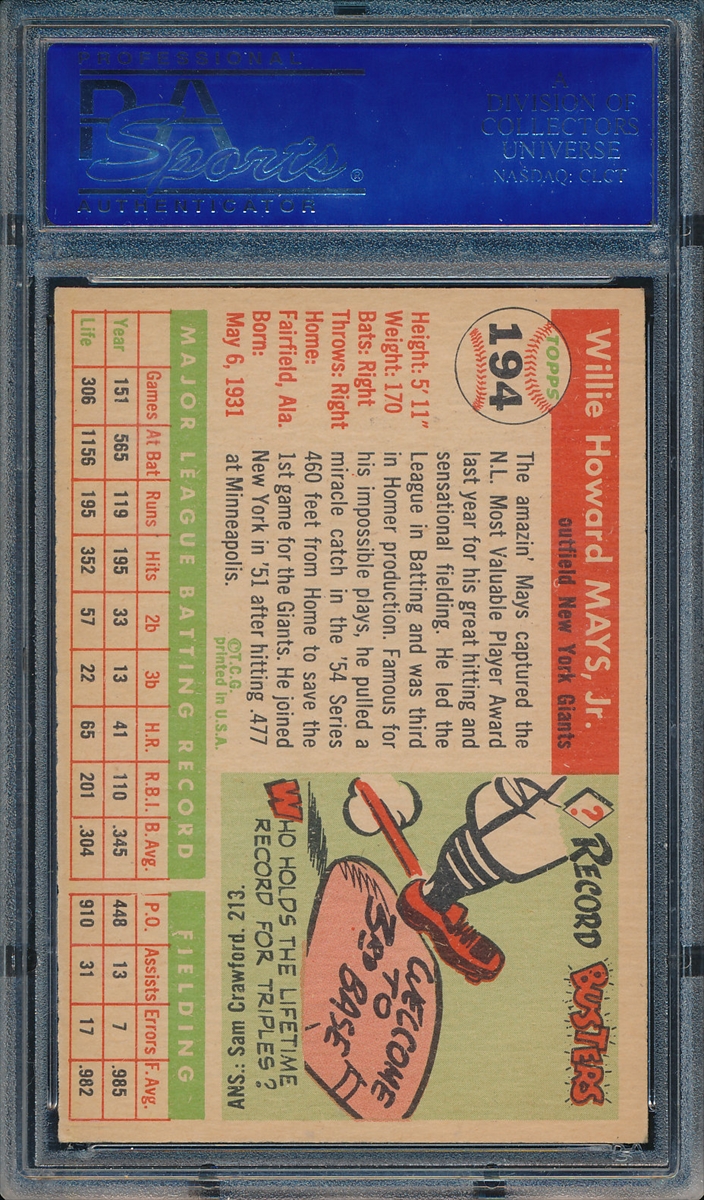 PROFESSIONAL
PSA
Sports®
AUTHENTICATOR
A
DIVISION OF
COLLECTORS
UNIVERSE
NASDAQ: CLCT
TOPPS
194
Willie Howard MAYS, Jr.
outfield New York Giants
Height: 5' 11"
Weight: 170
Bats: Right
Throws: Right
Home:
Fairfield, Ala.
Born:
May 6, 1931
The amazin' Mays captured the
N.L. Most Valuable Player Award
last year for his great hitting and
sensational fielding. He led the
League in Batting and was third
in Homer production. Famous for
his impossible plays, he pulled a
miracle catch in the '54 Series
460 feet from Home to save the
1st game for the Giants. He joined
New York in '51 after hitting .477
at Minneapolis.
©T.C.G.
printed in U.S.A.
? RECORD BUSTERS
WELCOME
TO
3RD BASE!!
WHO HOLDS THE LIFETIME
RECORD FOR TRIPLES?
ANS.: Sam Crawford. 213.
MAJOR LEAGUE BATTING RECORD FIELDING
Games At Bat Runs Hits 2b 3b H.R. R.B.I. B. Avg. P.O. Assists Errors F. Avg.
Year 151 565 119 195 33 13 41 110 .345 448 13 7 .985
Life 306 1156 195 352 57 22 65 201 .304 910 31 17 .982